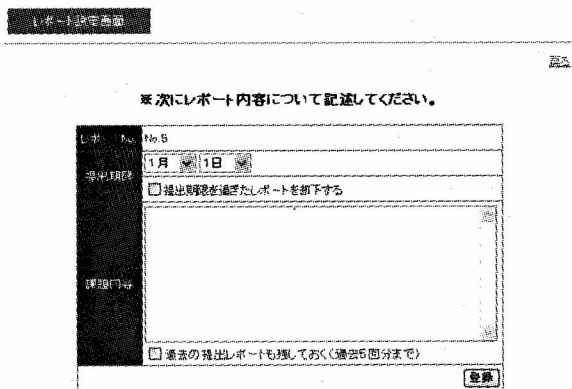 レポート設定画面
戻る
※次にレポート内容について記述してください。
レポートNo. No.5
提出期限 1月 1日
提出期限を過ぎたレポートを却下する
課題内容
過去の提出レポートも残しておく(過去5回分まで)
登録